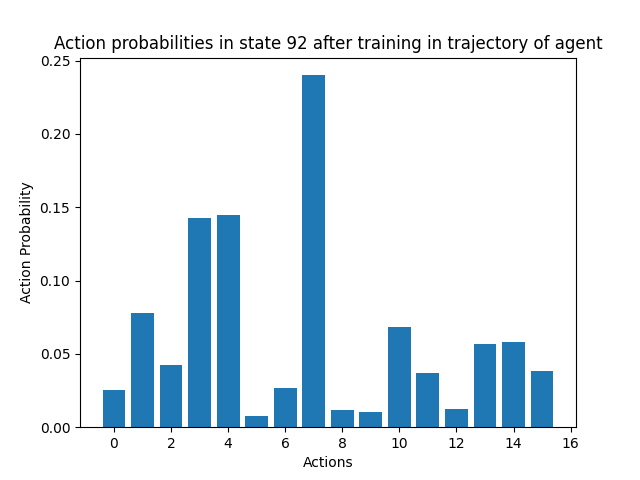 Action probabilities in state 92 after training in trajectory of agent
0.25
0.20
0.15
0.10
0.05
0.00
Action Probability
0 2 4 6 8 10 12 14 16
Actions